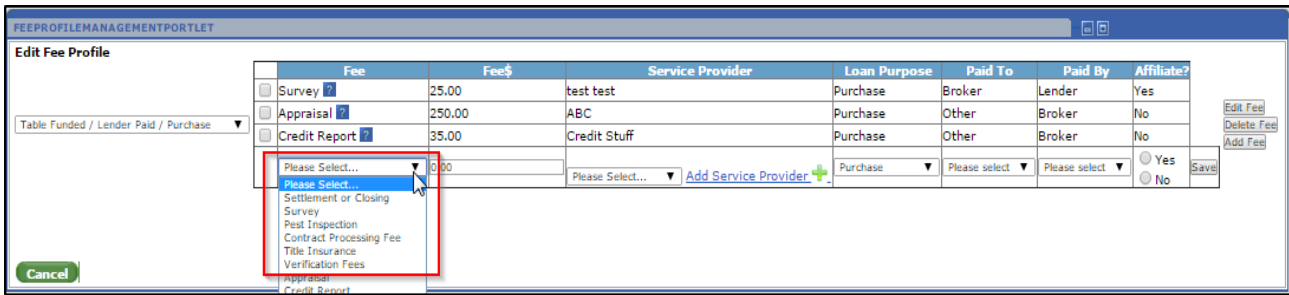 FEEPROFILEMANAGEMENTPORTLET
Edit Fee Profile
Fee Fee$ Service Provider Loan Purpose Paid To Paid By Affiliate?
Survey ? 25.00 test test Purchase Broker Lender Yes
Appraisal ? 250.00 ABC Purchase Other Broker No
Credit Report ? 35.00 Credit Stuff Purchase Other Broker No
Table Funded / Lender Paid / Purchase
Edit Fee
Delete Fee
Add Fee
Please Select... 0.00 Please Select... Add Service Provider Purchase Please select Please select Yes
No
Save
Please Select...
Settlement or Closing
Survey
Pest Inspection
Contract Processing Fee
Title Insurance
Verification Fees
Appraisal
Credit Report
Cancel